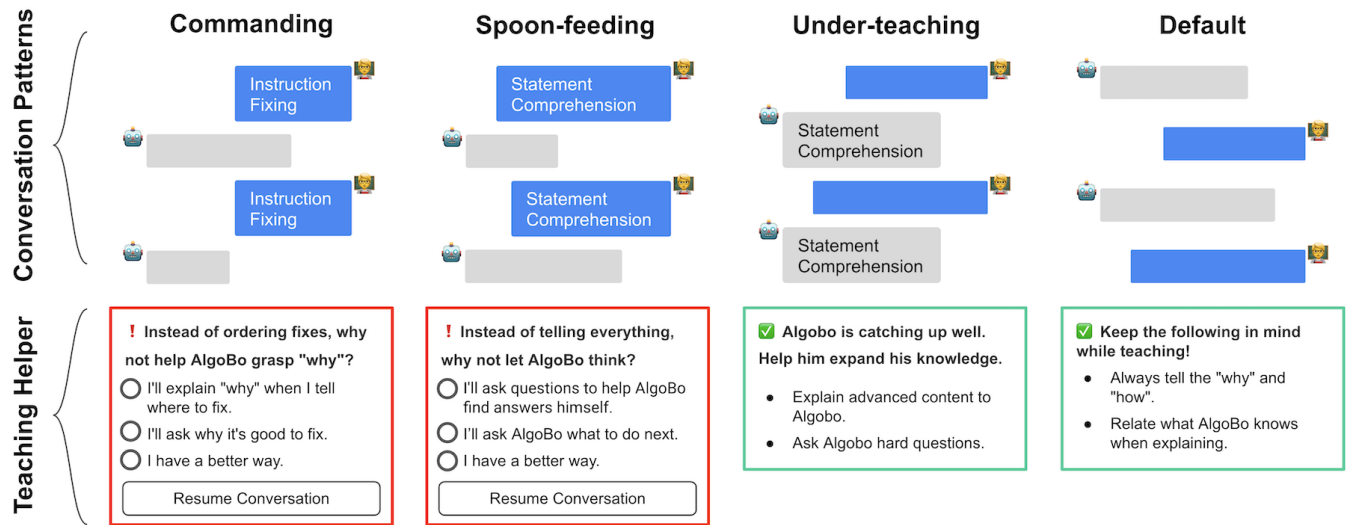 Commanding
Spoon-feeding
Under-teaching
Default
Conversation Patterns
Instruction
Fixing
Instruction
Fixing
Statement
Comprehension
Statement
Comprehension
Statement
Comprehension
Statement
Comprehension
Teaching Helper
❗ Instead of ordering fixes, why
not help AlgoBo grasp "why"?
I'll explain "why" when I tell
where to fix.
I'll ask why it's good to fix.
I have a better way.
Resume Conversation
❗ Instead of telling everything,
why not let AlgoBo think?
I'll ask questions to help AlgoBo
find answers himself.
I'll ask AlgoBo what to do next.
I have a better way.
Resume Conversation
✅ Algobo is catching up well.
Help him expand his knowledge.
● Explain advanced content to
Algobo.
● Ask Algobo hard questions.
✅ Keep the following in mind
while teaching!
● Always tell the "why" and
"how".
● Relate what AlgoBo knows
when explaining.